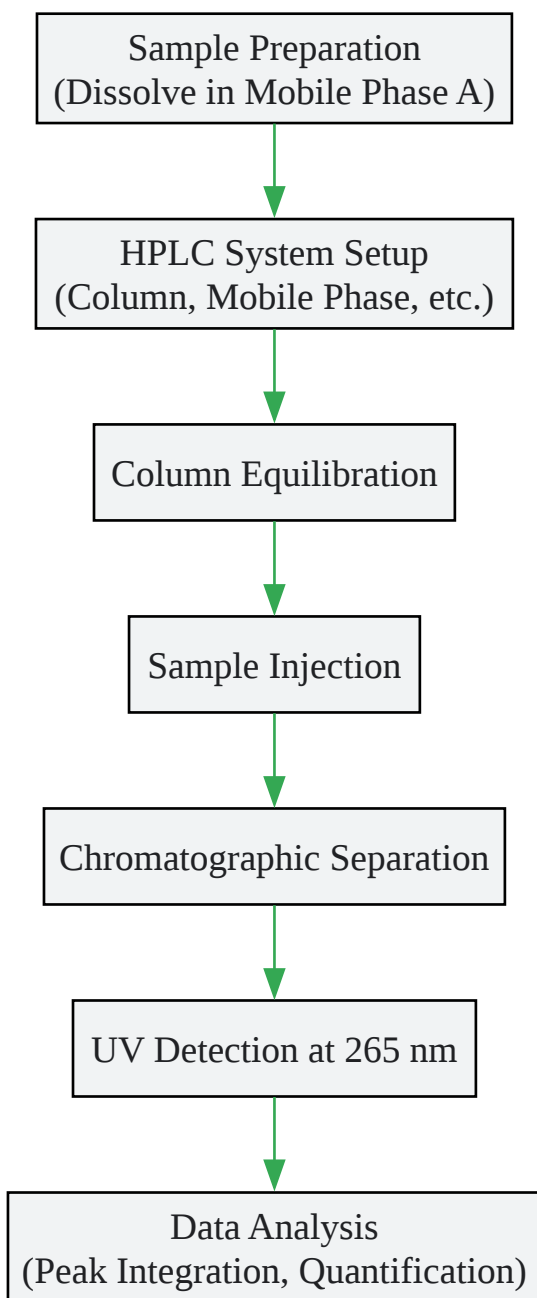 Sample Preparation
(Dissolve in Mobile Phase A)
HPLC System Setup
(Column, Mobile Phase, etc.)
Column Equilibration
Sample Injection
Chromatographic Separation
UV Detection at 265 nm
Data Analysis
(Peak Integration, Quantification)